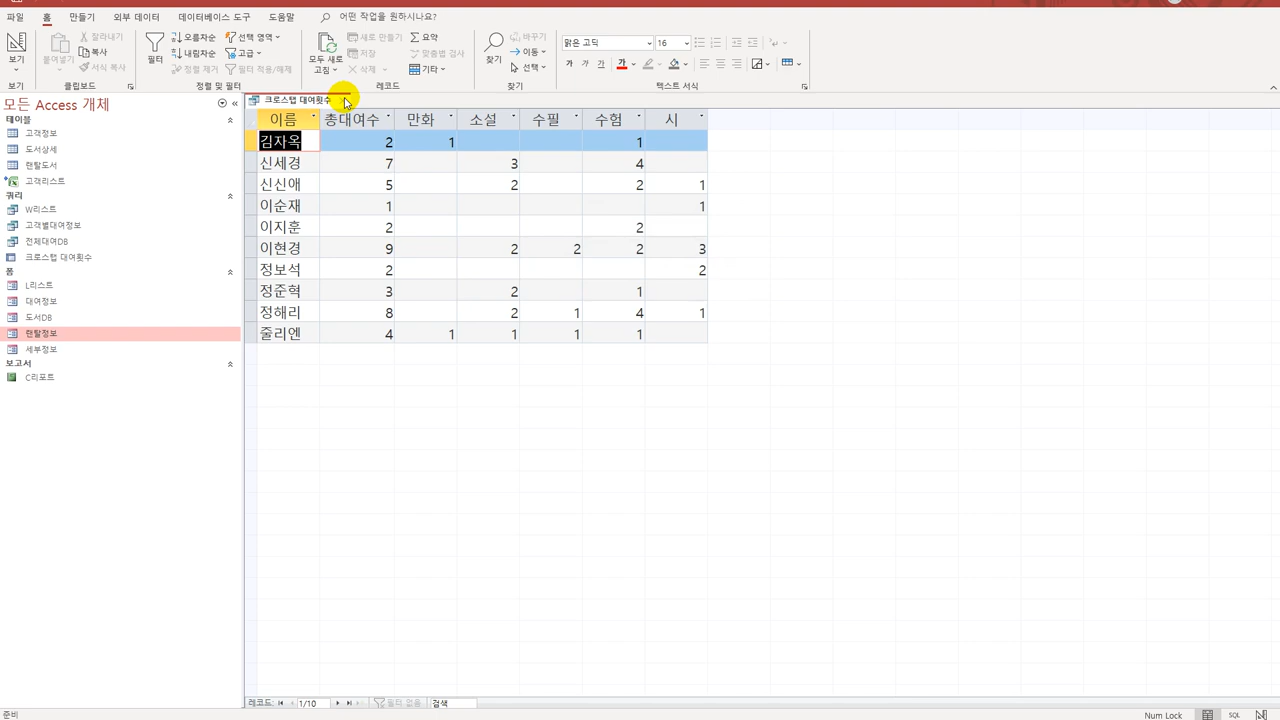 파일 홈 만들기 외부 데이터 데이터베이스 도구 도움말 어떤 작업을 원하시나요?
보기 붙여넣기 잘라내기 복사 서식 복사
필터 오름차순 내림차순 정렬 제거 선택 영역 고급 필터 적용/해제
모두 새로 고침 새로 만들기 저장 삭제 요약 맞춤법 검사 기타
찾기 바꾸기 이동 선택
맑은 고딕 16
가 가 가 가
보기 클립보드 정렬 및 필터 레코드 찾기 텍스트 서식
모든 Access 개체
테이블
고객정보
도서상세
랜탈도서
고객리스트
쿼리
W리스트
고객별대여정보
전체대여DB
크로스탭 대여횟수
폼
L리스트
대여정보
도서DB
랜탈정보
세부정보
보고서
C리포트
크로스탭 대여횟수
이름 총대여수 만화 소설 수필 수험 시
김자옥 2 1 1
신세경 7 3 4
신신애 5 2 2 1
이순재 1 1
이지훈 2 2
이현경 9 2 2 2 3
정보석 2 2
정준혁 3 2 1
정해리 8 2 1 4 1
줄리엔 4 1 1 1 1
레코드: 1/10 필터 없음 검색
준비 Num Lock SQL